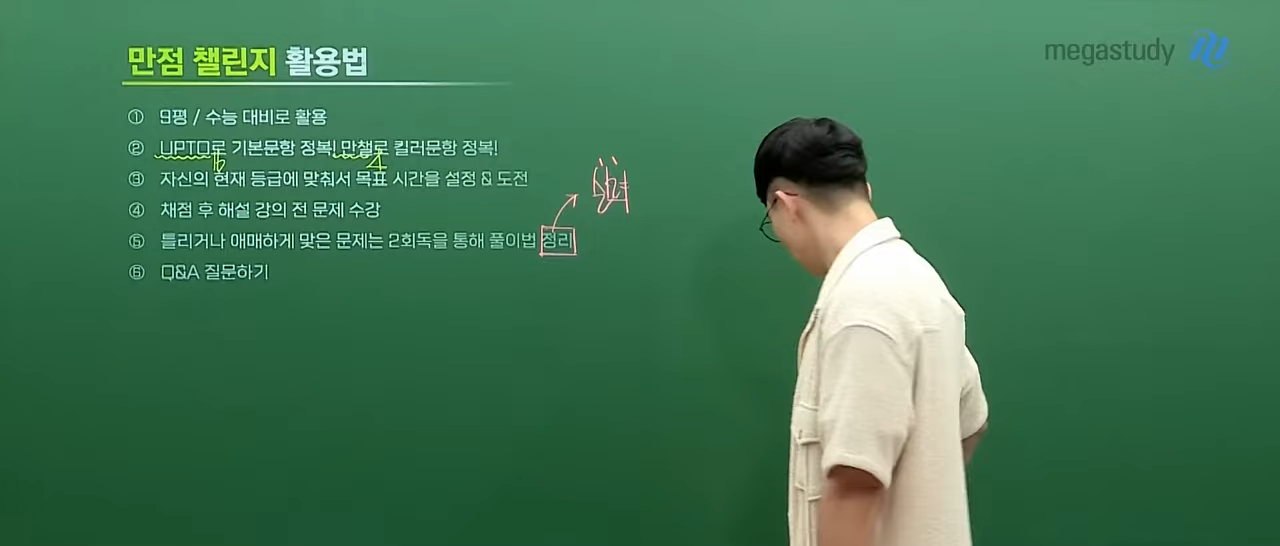 만점 챌린지 활용법
megastudy
① 9평 / 수능 대비로 활용
② UPTO로 기본문항 정복! 만챌로 킬러문항 정복!
16
4
③ 자신의 현재 등급에 맞춰서 목표 시간을 설정 & 도전
④ 채점 후 해설 강의 전 문제 수강
⑤ 틀리거나 애매하게 맞은 문제는 2회독을 통해 풀이법 정리
⑥ Q&A 질문하기